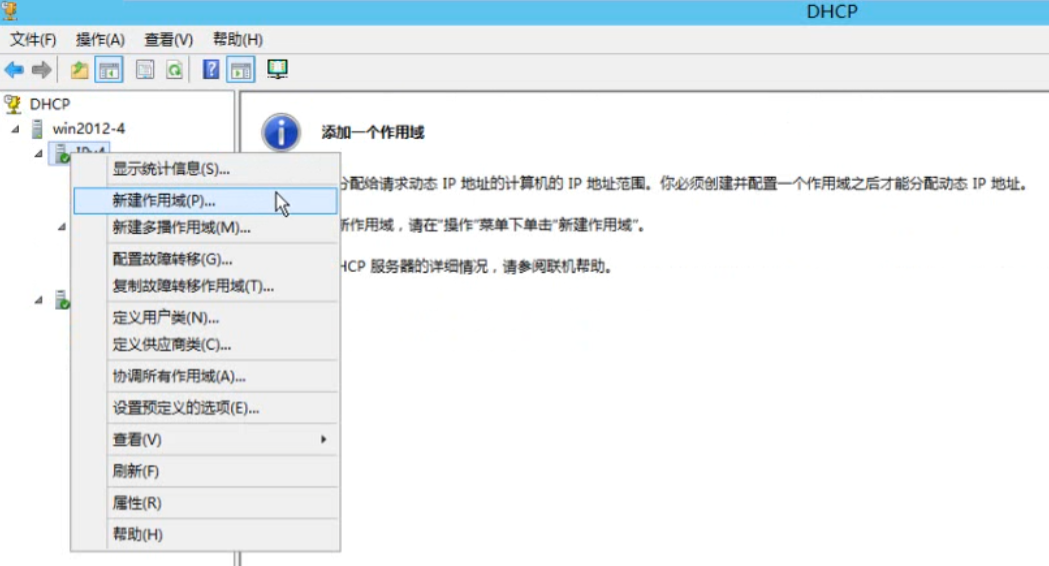 DHCP
文件(F) 操作(A) 查看(V) 帮助(H)
DHCP
win2012-4
IPv4
添加一个作用域
分配给请求动态 IP 地址的计算机的 IP 地址范围。你必须创建并配置一个作用域之后才能分配动态 IP 地址。
新作用域，请在"操作"菜单下单击"新建作用域"。
HCP 服务器的详细情况，请参阅联机帮助。
显示统计信息(S)...
新建作用域(P)...
新建多播作用域(M)...
配置故障转移(G)...
复制故障转移作用域(T)...
定义用户类(N)...
定义供应商类(C)...
协调所有作用域(A)...
设置预定义的选项(E)...
查看(V)
刷新(F)
属性(R)
帮助(H)